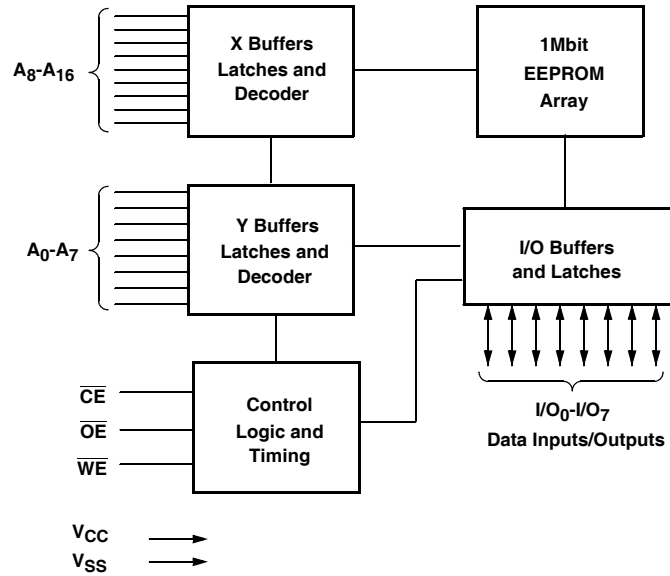 X Buffers
Latches and
Decoder
1Mbit
EEPROM
Array
A8-A16
Y Buffers
Latches and
Decoder
A0-A7
I/O Buffers
and Latches
CE
OE
WE
Control
Logic and
Timing
I/O0-I/O7
Data Inputs/Outputs
VCC
VSS